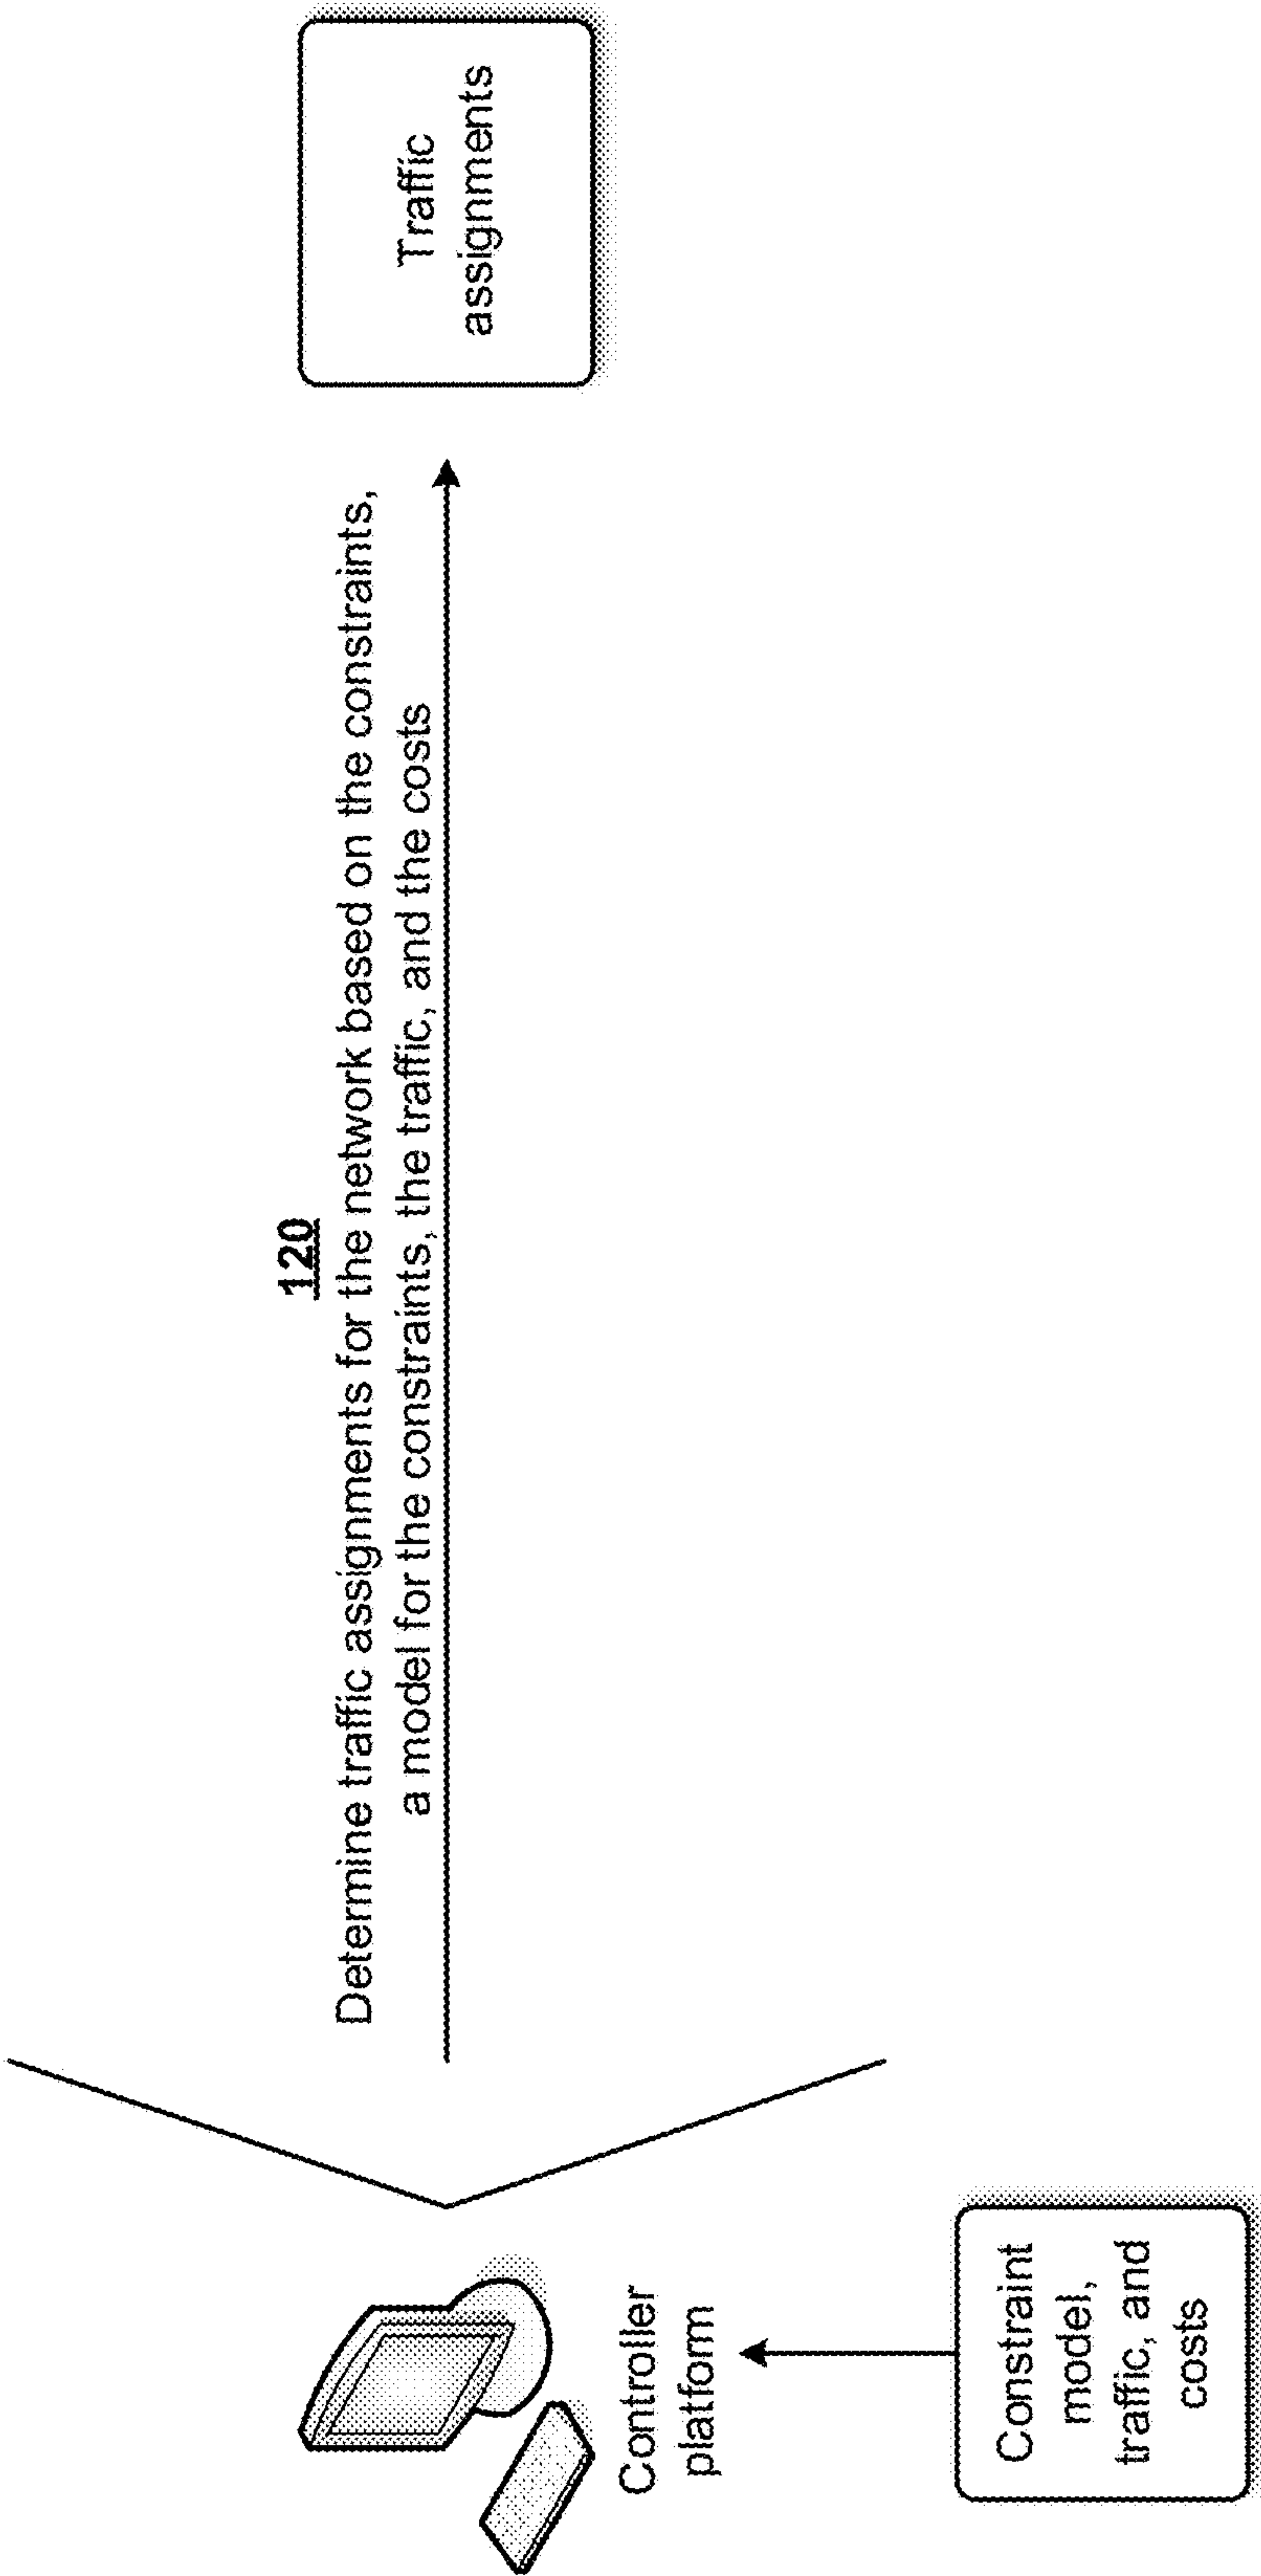 120
Determine traffic assignments for the network based on the constraints,
a model for the constraints, the traffic, and the costs
Traffic
assignments
Controller
platform
Constraint
model,
traffic, and
costs